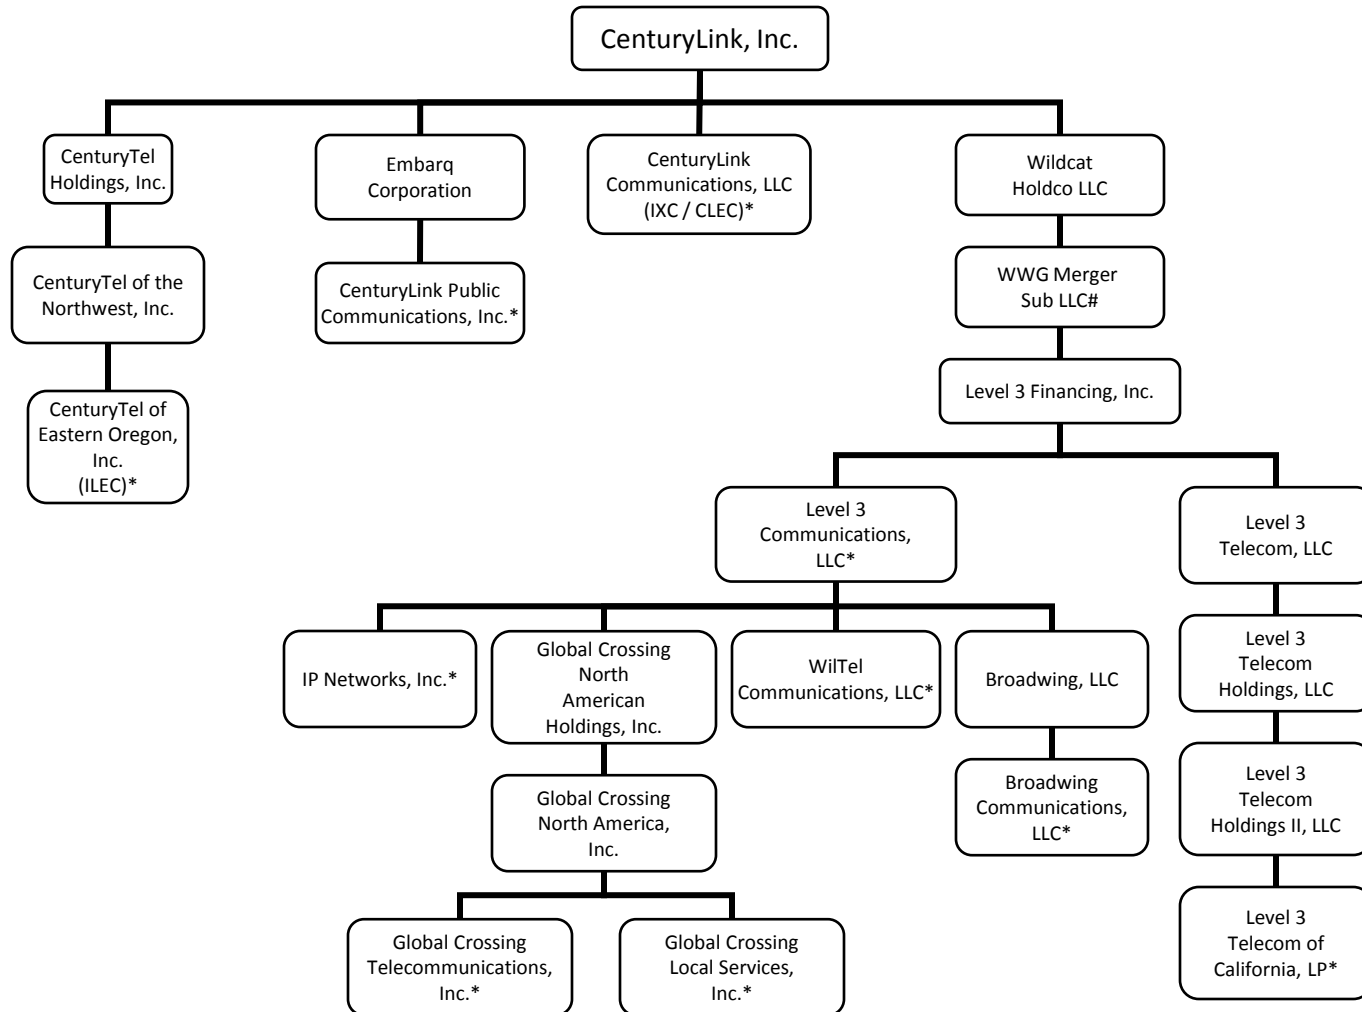 CenturyLink, Inc.
CenturyTel
Holdings, Inc.
Embarq
Corporation
CenturyLink
Communications, LLC
(IXC / CLEC)*
Wildcat
Holdco LLC
CenturyTel of the
Northwest, Inc.
CenturyLink Public
Communications, Inc.*
WWG Merger
Sub LLC#
Level 3 Financing, Inc.
CenturyTel of
Eastern Oregon,
Inc.
(ILEC)*
Level 3
Communications,
LLC*
Level 3
Telecom, LLC
IP Networks, Inc.*
Global Crossing
North
American
Holdings, Inc.
WilTel
Communications, LLC*
Broadwing, LLC
Level 3
Telecom
Holdings, LLC
Global Crossing
North America,
Inc.
Broadwing
Communications,
LLC*
Level 3
Telecom
Holdings II, LLC
Global Crossing
Telecommunications,
Inc.*
Global Crossing
Local Services,
Inc.*
Level 3
Telecom of
California, LP*